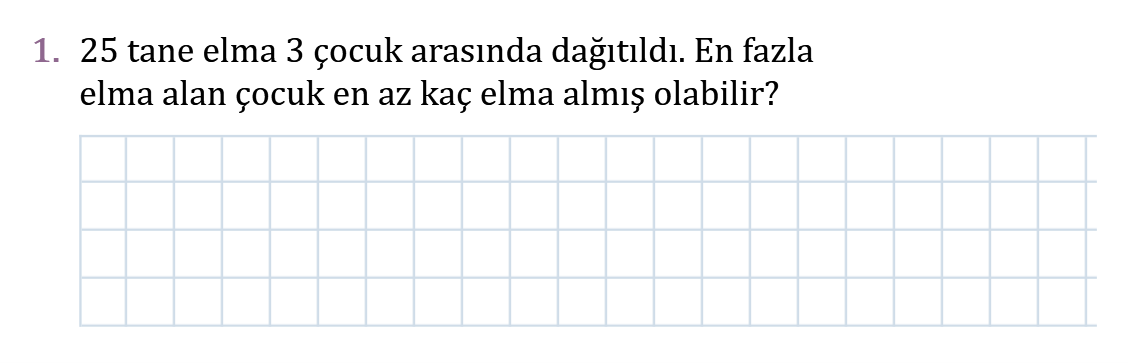 1. 25 tane elma 3 çocuk arasında dağıtıldı. En fazla
elma alan çocuk en az kaç elma almış olabilir?